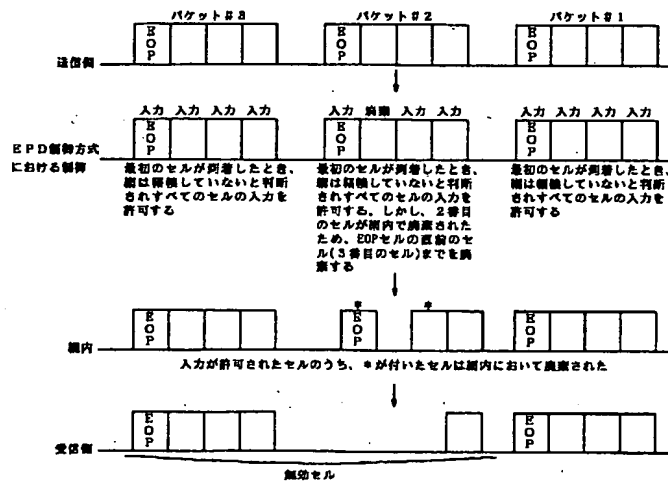 パケット#3 パケット#2 パケット#1
EOP EOP EOP
送信側
入力 入力 入力 入力 入力 廃棄 入力 入力 入力 入力 入力 入力
EOP EOP EOP
EPD制御方式
における制御
最初のセルが到着したとき、
網は輻輳していないと判断
されすべてのセルの入力を
許可する
最初のセルが到着したとき、
網は輻輳していないと判断
されすべてのセルの入力を
許可する。しかし、2番目
のセルが網内で廃棄された
ため、EOPセルの直前のセ
ル(3番目のセル)までを廃
棄する
最初のセルが到着したとき、
網は輻輳していないと判断
されすべてのセルの入力を
許可する
* *
EOP EOP EOP
網内
入力が許可されたセルのうち、*が付いたセルは網内において廃棄された
EOP EOP
受信側
無効セル